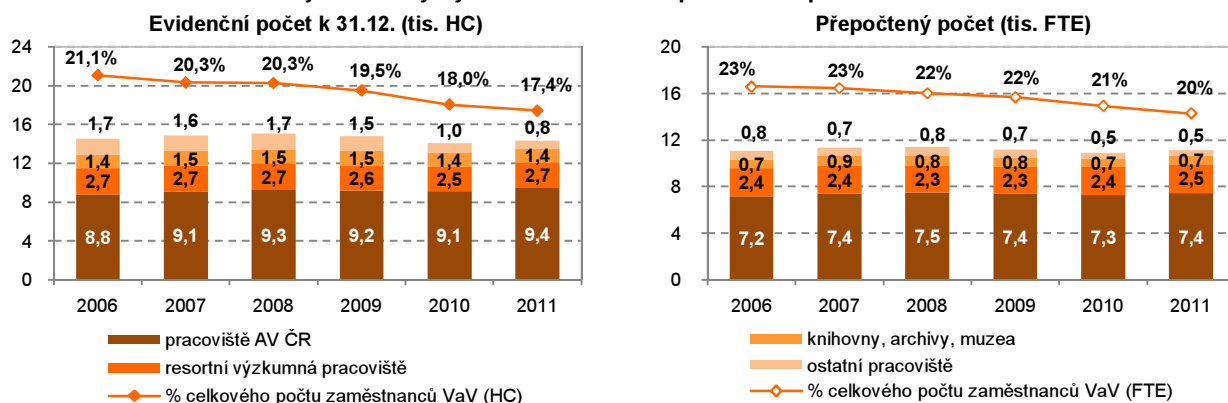 Evidenční počet k 31.12. (tis. HC)
24
20
16
12
8
4
0
21,1% 20,3% 20,3% 19,5% 18,0% 17,4%
1,7 1,6 1,7 1,5 1,0 0,8
1,4 1,5 1,5 1,5 1,4 1,4
2,7 2,7 2,7 2,6 2,5 2,7
8,8 9,1 9,3 9,2 9,1 9,4
2006 2007 2008 2009 2010 2011
pracoviště AV ČR
resortní výzkumná pracoviště
% celkového počtu zaměstnanců VaV (HC)
Přepočtený počet (tis. FTE)
20
16
12
8
4
0
23% 23% 22% 22% 21% 20%
0,8 0,7 0,8 0,7 0,5 0,5
0,7 0,9 0,8 0,8 0,7 0,7
2,4 2,4 2,3 2,3 2,4 2,5
7,2 7,4 7,5 7,4 7,3 7,4
2006 2007 2008 2009 2010 2011
knihovny, archivy, muzea
ostatní pracoviště
% celkového počtu zaměstnanců VaV (FTE)